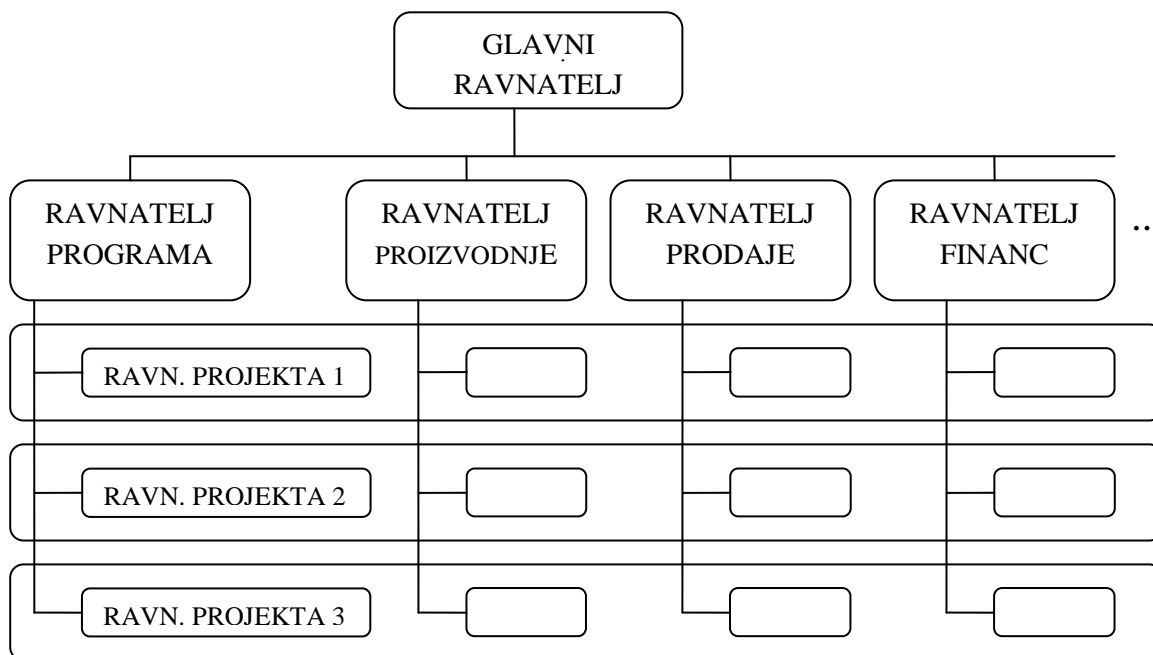 GLAVNI
RAVNATELJ
RAVNATELJ
PROGRAMA
RAVNATELJ
PROIZVODNJE
RAVNATELJ
PRODAJE
RAVNATELJ
FINANC
..
RAVN. PROJEKTA 1
RAVN. PROJEKTA 2
RAVN. PROJEKTA 3